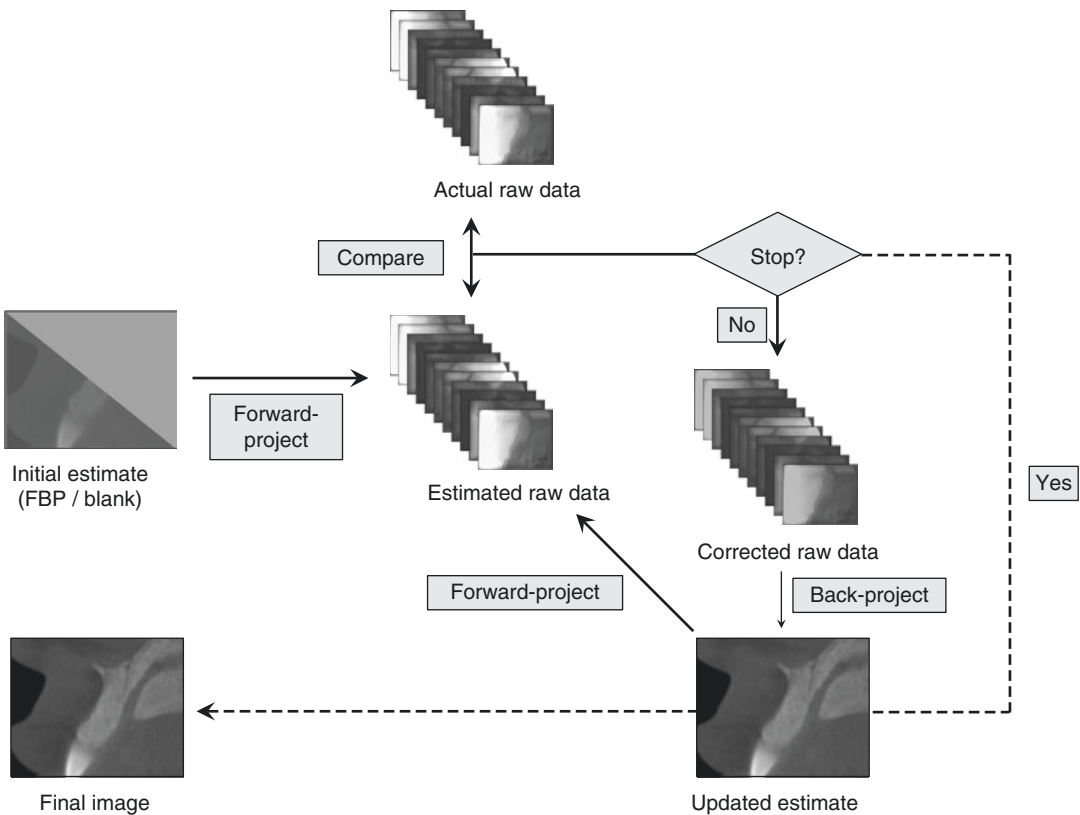 Actual raw data
Compare
Stop?
No
Forward-
project
Initial estimate
(FBP / blank)
Estimated raw data
Yes
Corrected raw data
Forward-project
Back-project
Final image
Updated estimate